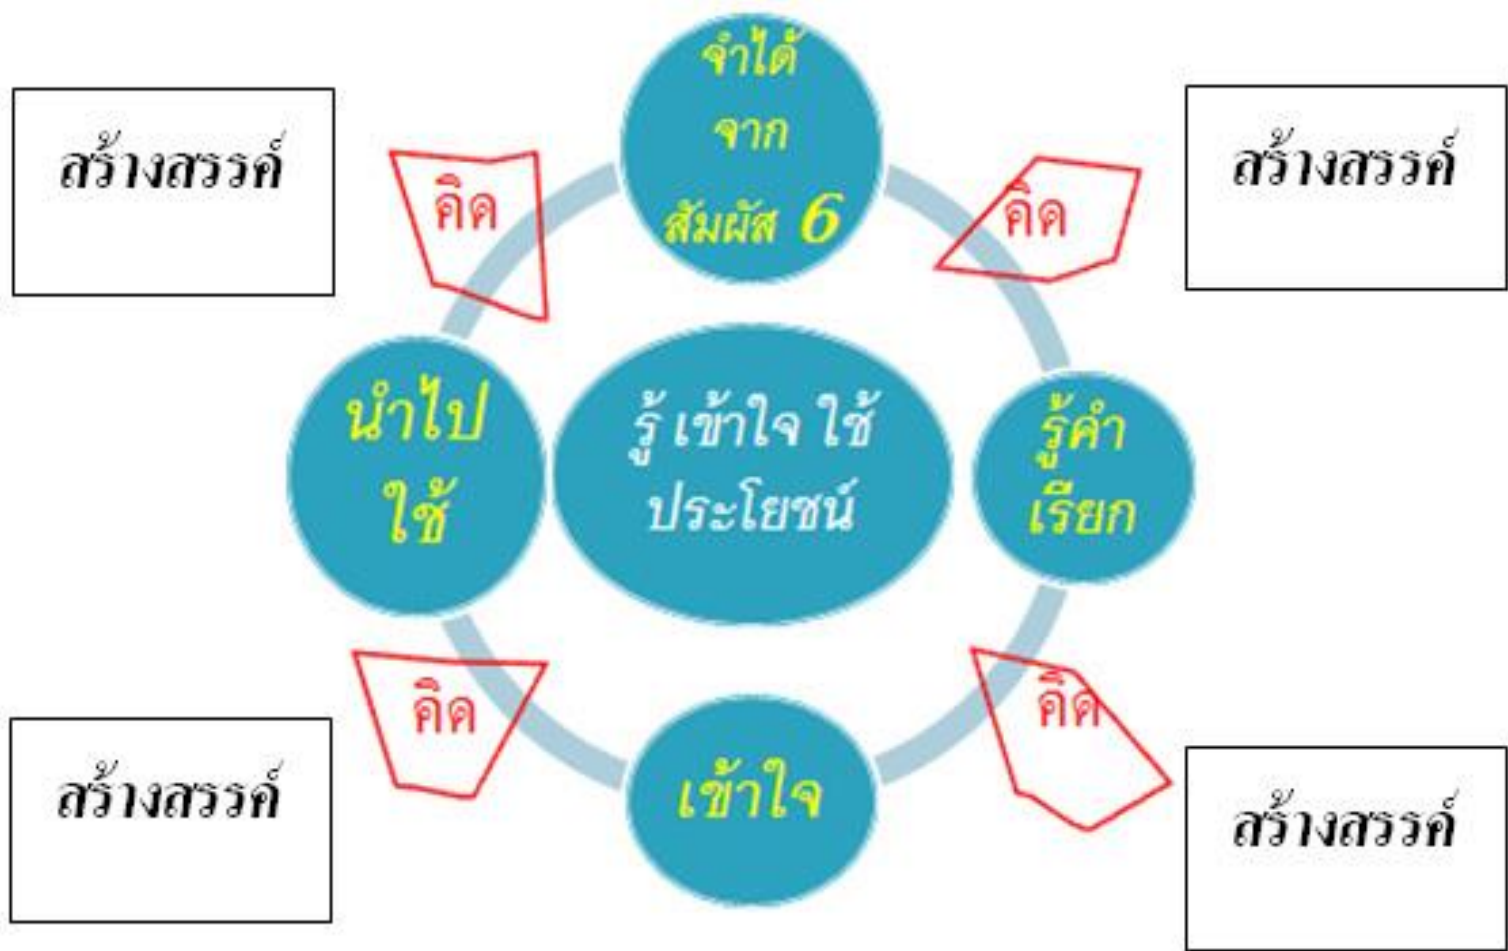 จำได้
จาก
สัมผัส 6
สร้างสรรค์
คิด
คิด
สร้างสรรค์
นำไป
ใช้
รู้ เข้าใจ ใช้
ประโยชน์
รู้คำ
เรียก
สร้างสรรค์
คิด
คิด
สร้างสรรค์
เข้าใจ